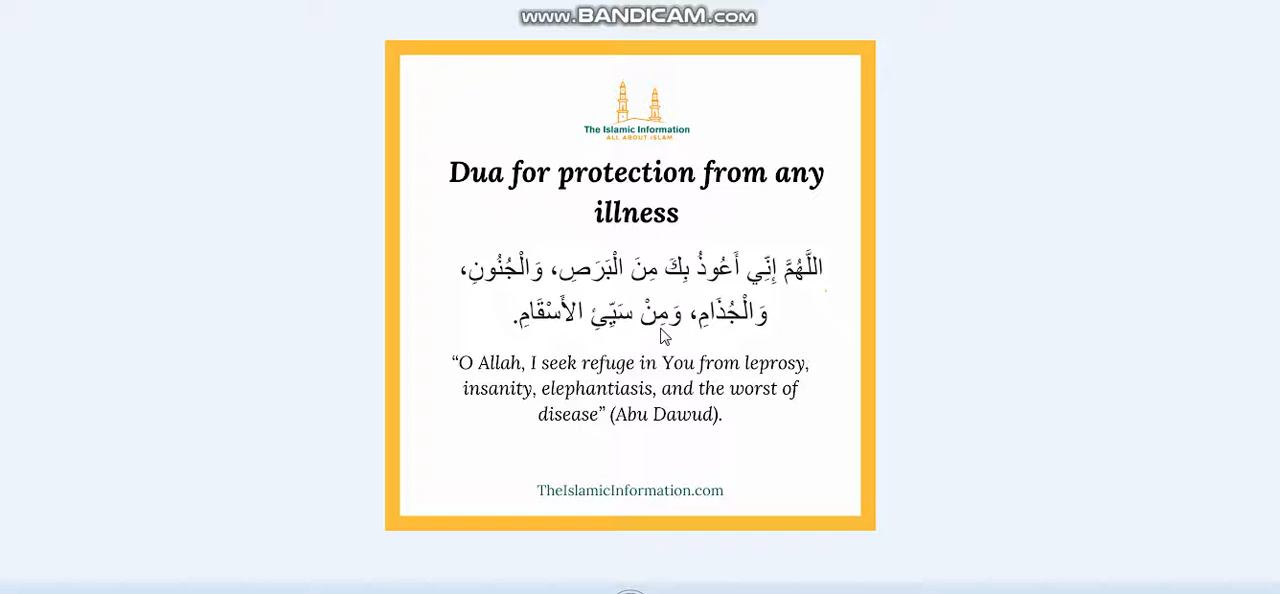 www.BANDICAM.com
The Islamic Information
ALL ABOUT ISLAM
Dua for protection from any
illness
اللَّهُمَّ إِنِّي أَعُوذُ بِكَ مِنَ الْبَرَصِ، وَالْجُنُونِ،
وَالْجُذَامِ، وَمِنْ سَيِّئِ الأَسْقَامِ.
“O Allah, I seek refuge in You from leprosy,
insanity, elephantiasis, and the worst of
disease” (Abu Dawud).
TheIslamicInformation.com